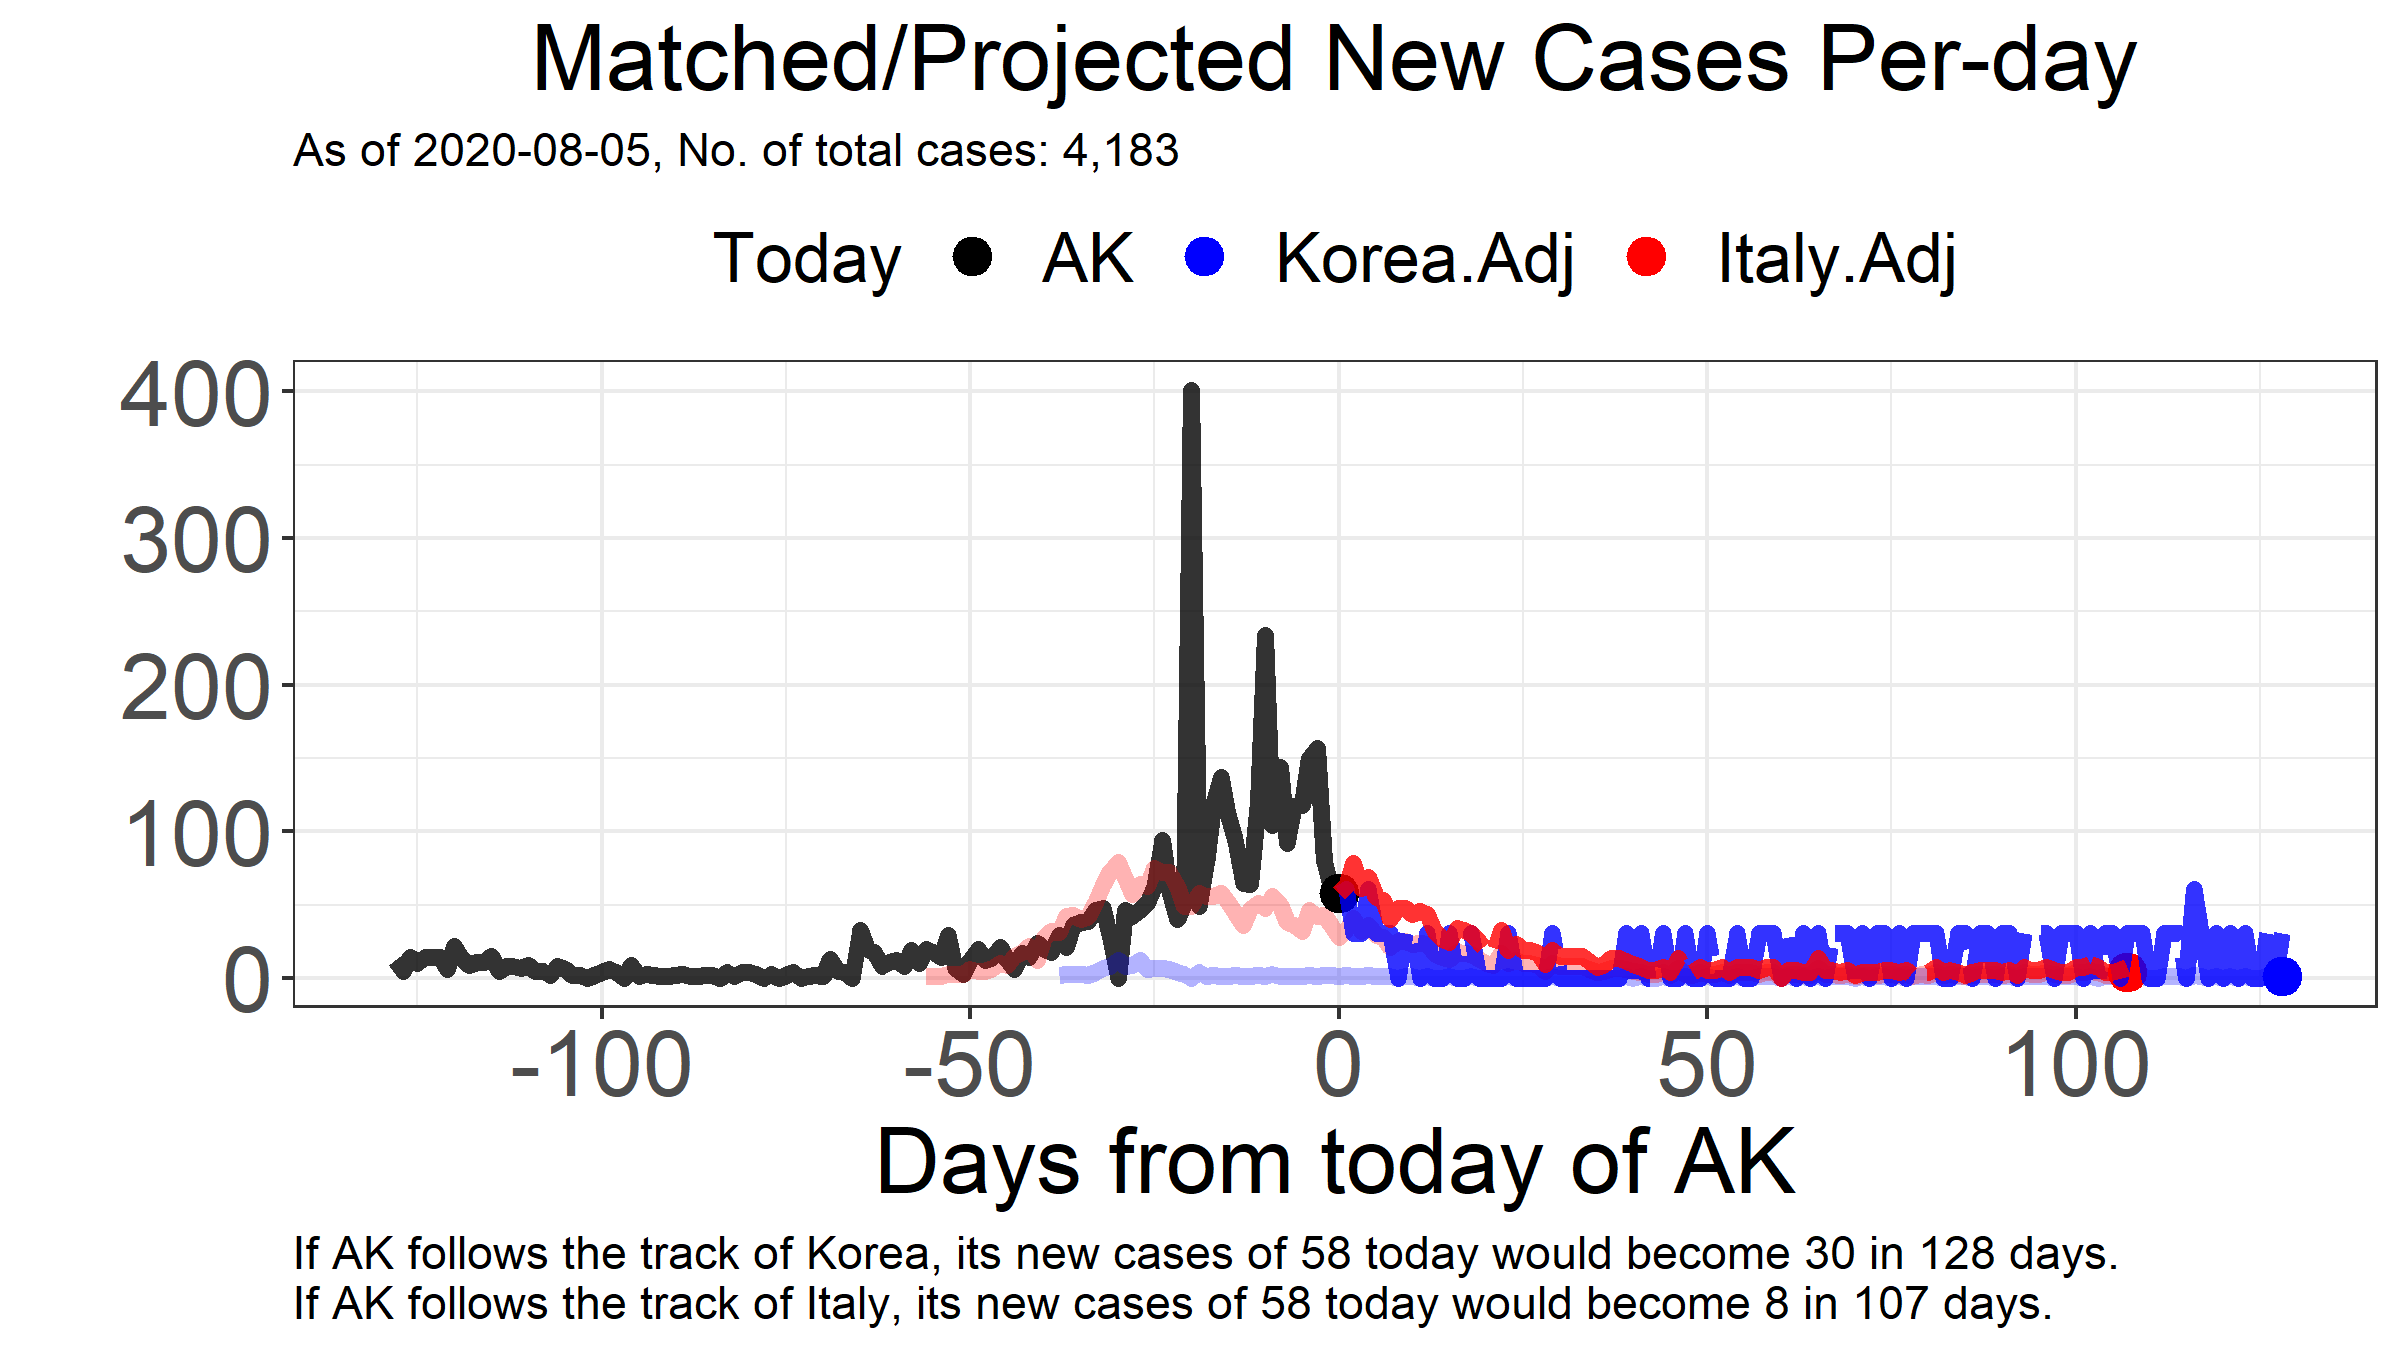 Matched/Projected New Cases Per-day
As of 2020-08-05, No. of total cases: 4,183
Today AK Korea.Adj Italy.Adj
400
300
200
100
0
-100 -50 0 50 100
Days from today of AK
If AK follows the track of Korea, its new cases of 58 today would become 30 in 128 days.
If AK follows the track of Italy, its new cases of 58 today would become 8 in 107 days.